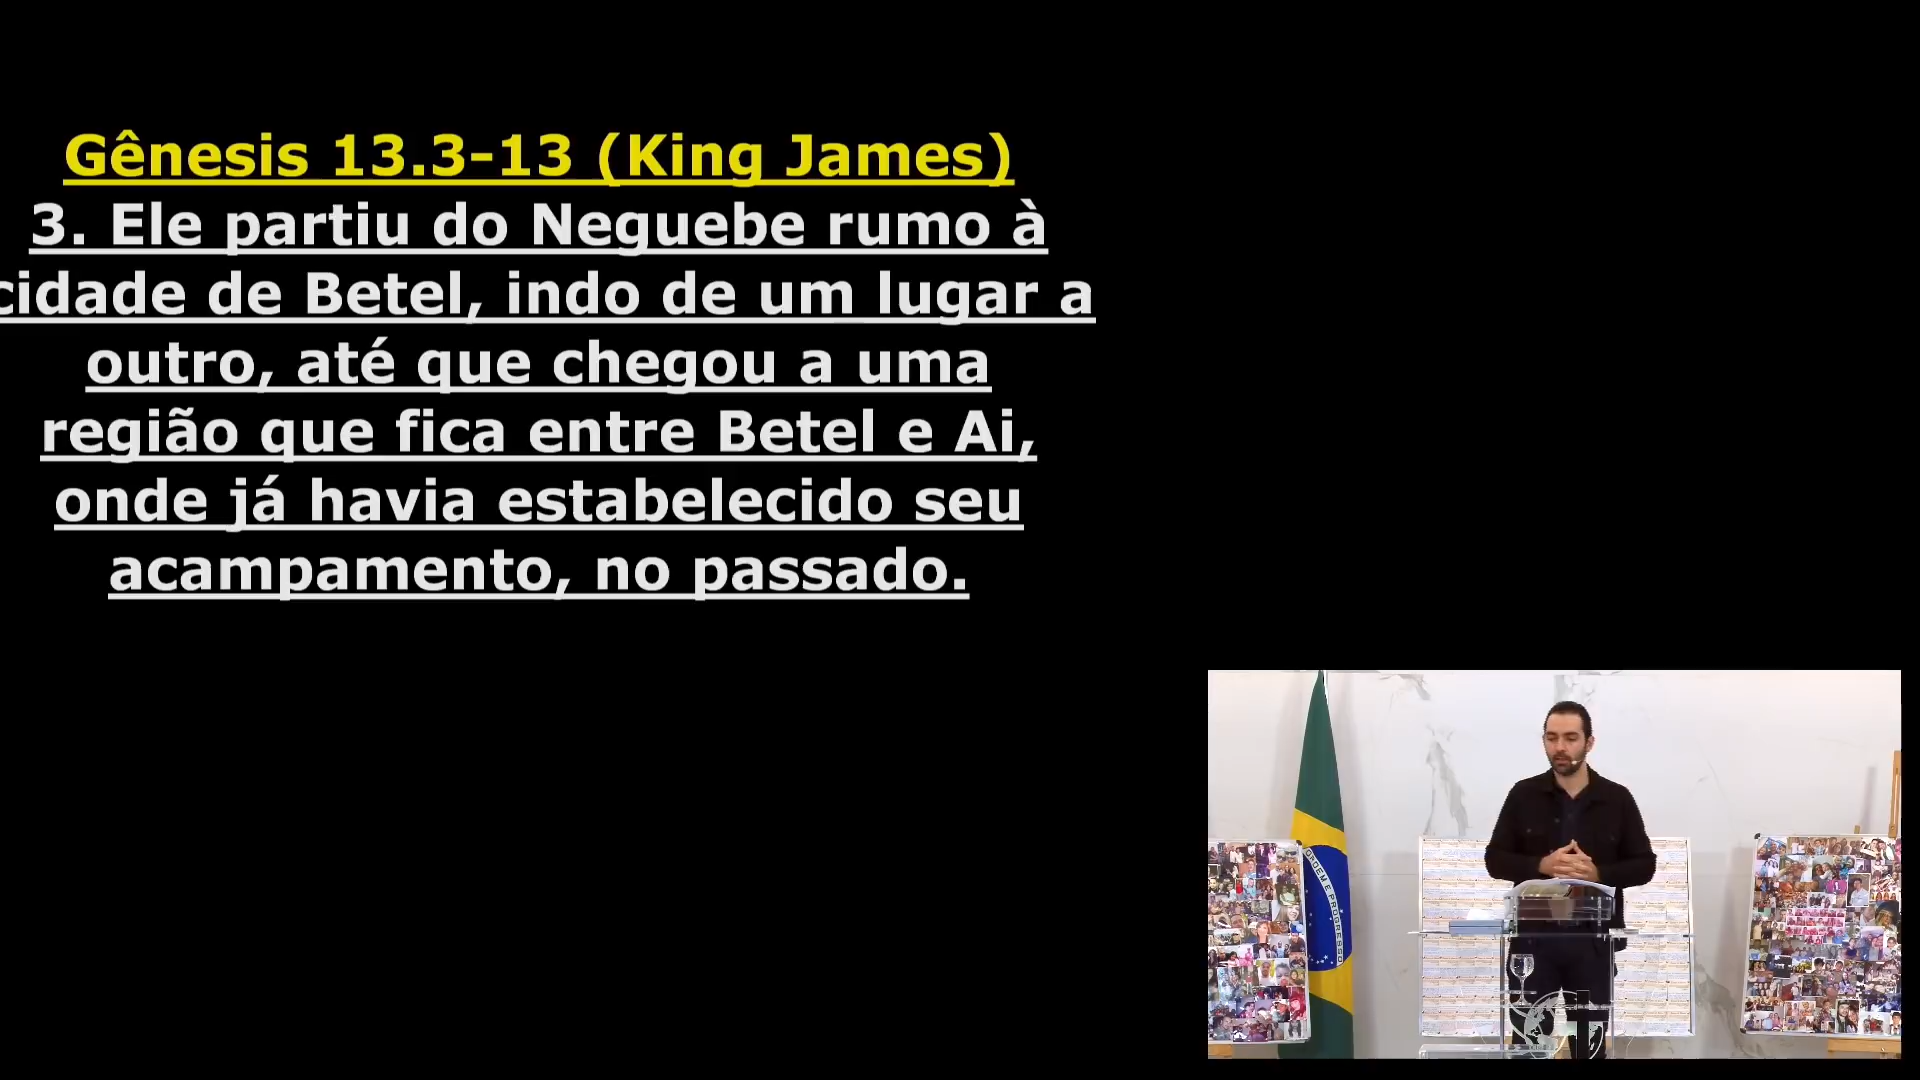 Gênesis 13.3-13 (King James)
3. Ele partiu do Neguebe rumo à
cidade de Betel, indo de um lugar a
outro, até que chegou a uma
região que fica entre Betel e Ai,
onde já havia estabelecido seu
acampamento, no passado.
ORDEM E PROGRESSO